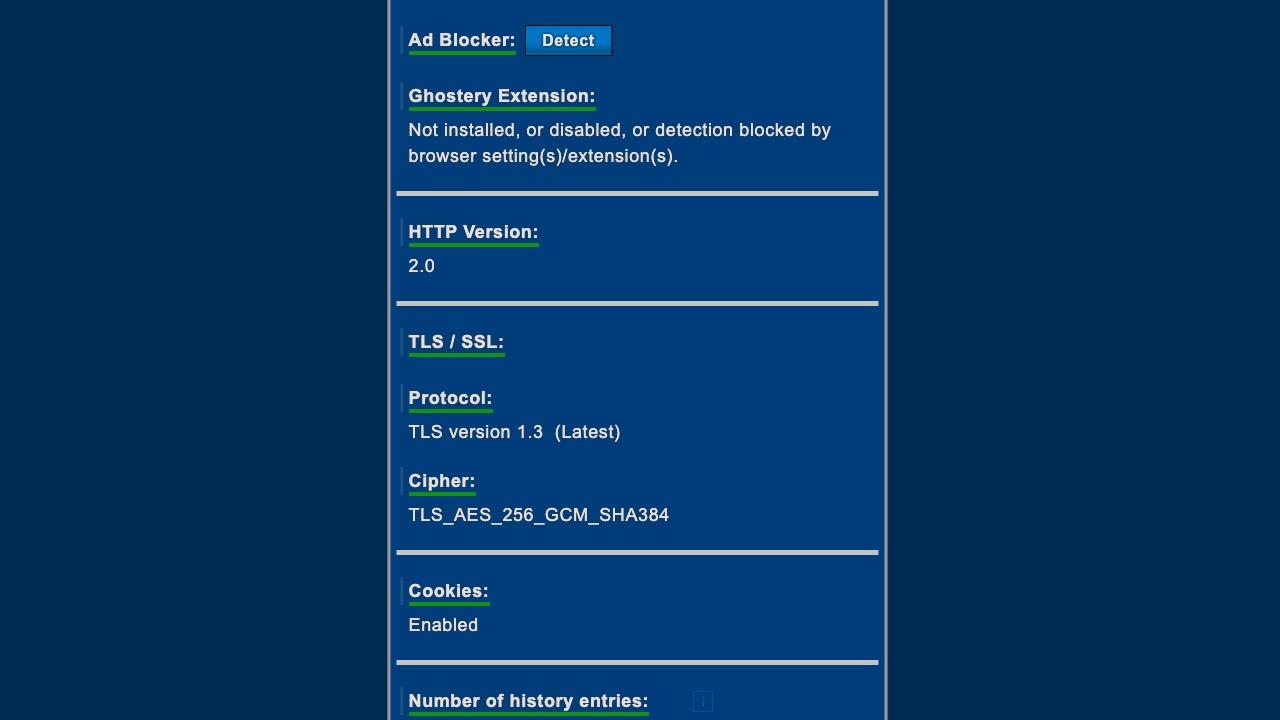 Ad Blocker: Detect
Ghostery Extension:
Not installed, or disabled, or detection blocked by
browser setting(s)/extension(s).
HTTP Version:
2.0
TLS / SSL:
Protocol:
TLS version 1.3 (Latest)
Cipher:
TLS_AES_256_GCM_SHA384
Cookies:
Enabled
Number of history entries: